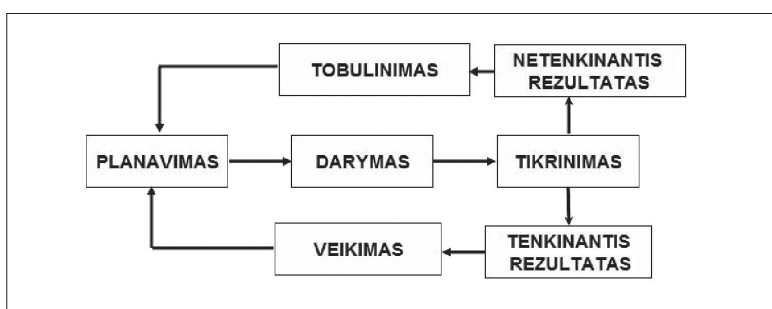 TOBULINIMAS
NETENKINANTIS
REZULTATAS
PLANAVIMAS
DARYMAS
TIKRINIMAS
VEIKIMAS
TENKINANTIS
REZULTATAS